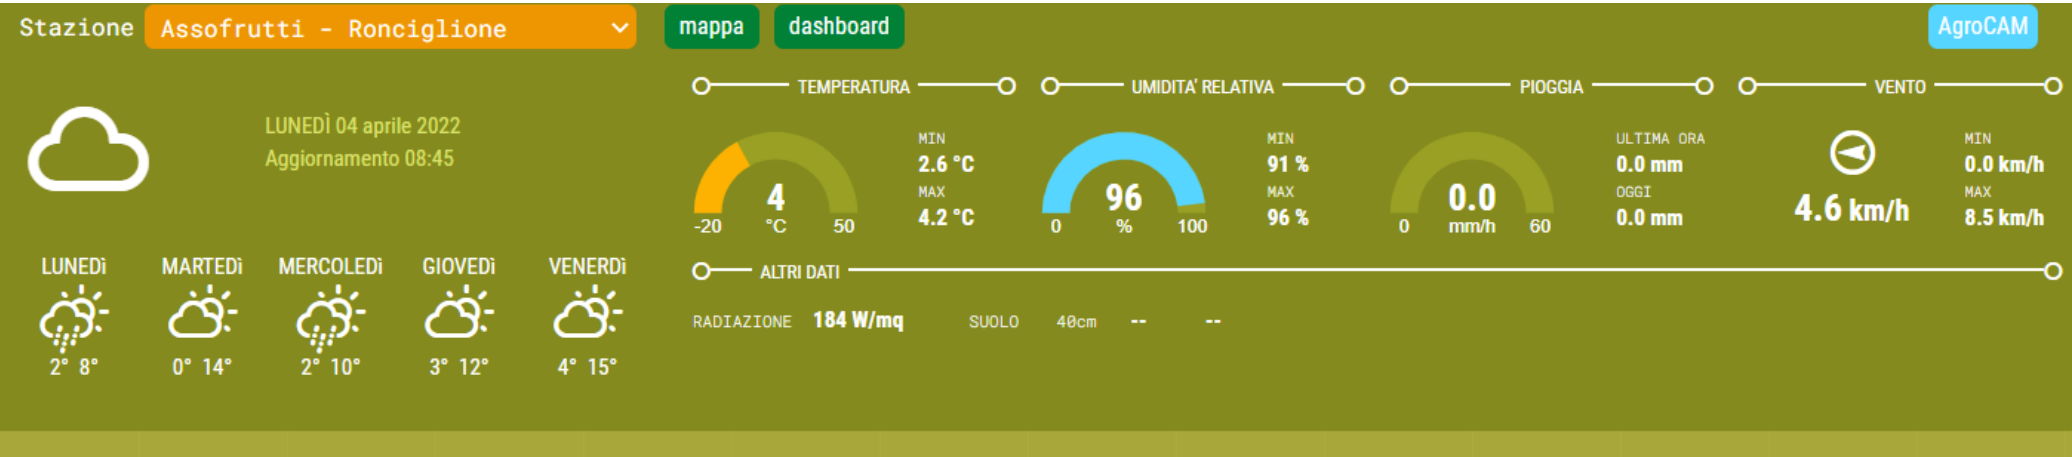 Stazione Assofrutti - Ronciglione mappa dashboard AgroCAM
LUNEDÌ 04 aprile 2022
Aggiornamento 08:45
LUNEDì MARTEDì MERCOLEDì GIOVEDì VENERDì
2° 8° 0° 14° 2° 10° 3° 12° 4° 15°
TEMPERATURA
4
°C
-20 50
MIN
2.6 °C
MAX
4.2 °C
UMIDITA' RELATIVA
96
%
0 100
MIN
91 %
MAX
96 %
PIOGGIA
0.0
mm/h
0 60
ULTIMA ORA
0.0 mm
OGGI
0.0 mm
VENTO
4.6 km/h
MIN
0.0 km/h
MAX
8.5 km/h
ALTRI DATI
RADIAZIONE 184 W/mq SUOLO 40cm -- --